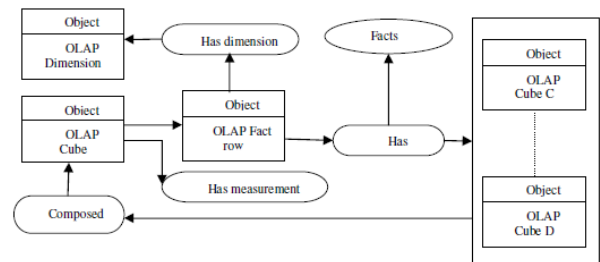 Object
OLAP
Dimension
Has dimension
Facts
Object
OLAP
Cube C
Object
OLAP
Cube
Object
OLAP Fact
row
Has
Has measurement
Composed
Object
OLAP
Cube D